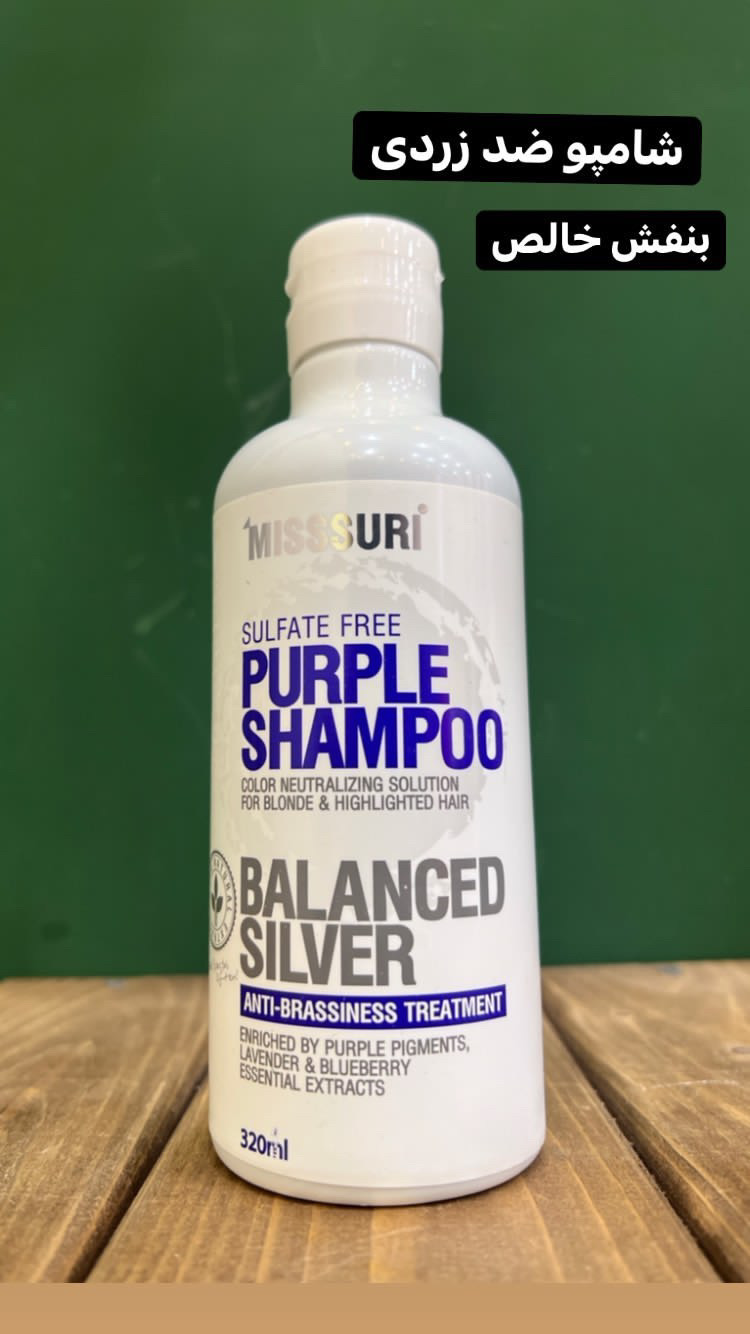 شامپو ضد زردی
بنفش خالص
MISSSURI
SULFATE FREE
PURPLE
SHAMPOO
COLOR NEUTRALIZING SOLUTION
FOR BLONDE & HIGHLIGHTED HAIR
BALANCED
SILVER
ANTI-BRASSINESS TREATMENT
ENRICHED BY PURPLE PIGMENTS,
LAVENDER & BLUEBERRY
ESSENTIAL EXTRACTS
320ml